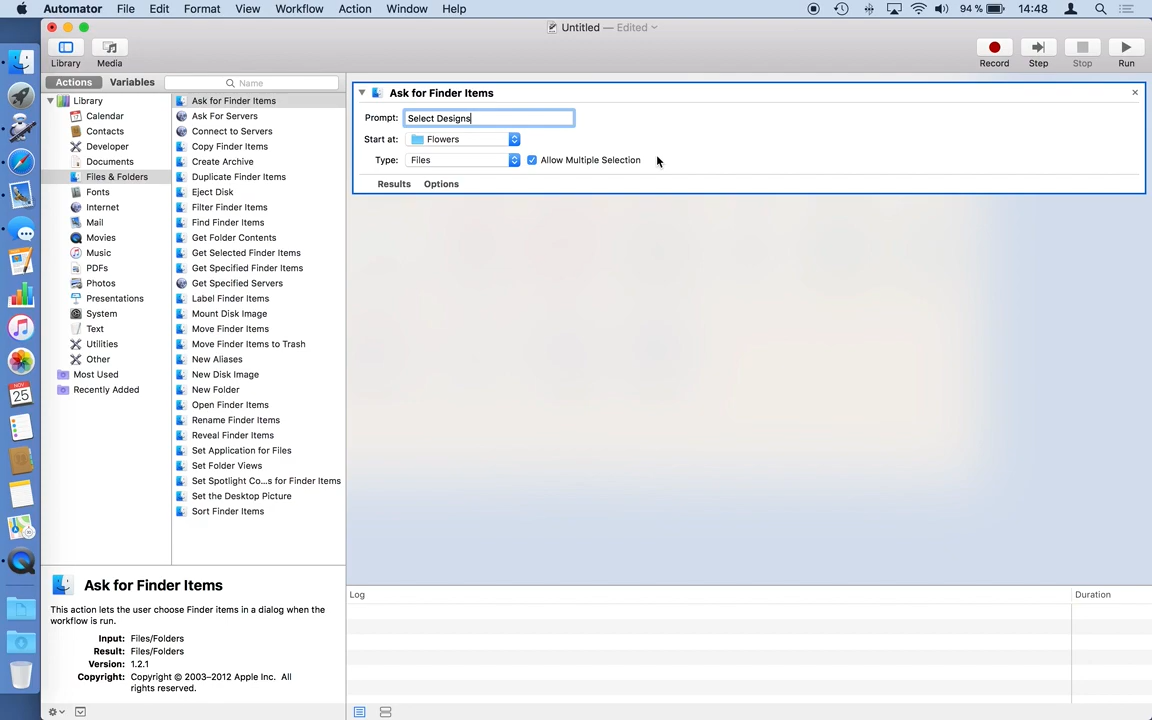 Automator File Edit Format View Workflow Action Window Help 94 % 14:48
Untitled — Edited
Library Media Record Step Stop Run
Actions Variables Name
Library
Calendar
Contacts
Developer
Documents
Files & Folders
Fonts
Internet
Mail
Movies
Music
PDFs
Photos
Presentations
System
Text
Utilities
Other
Most Used
Recently Added
Ask for Finder Items
Ask For Servers
Connect to Servers
Copy Finder Items
Create Archive
Duplicate Finder Items
Eject Disk
Filter Finder Items
Find Finder Items
Get Folder Contents
Get Selected Finder Items
Get Specified Finder Items
Get Specified Servers
Label Finder Items
Mount Disk Image
Move Finder Items
Move Finder Items to Trash
New Aliases
New Disk Image
New Folder
Open Finder Items
Rename Finder Items
Reveal Finder Items
Set Application for Files
Set Folder Views
Set Spotlight Co...s for Finder Items
Set the Desktop Picture
Sort Finder Items
Ask for Finder Items
Prompt: Select Designs
Start at: Flowers
Type: Files Allow Multiple Selection
Results Options
NOV
25
Ask for Finder Items
This action lets the user choose Finder items in a dialog when the
workflow is run.
Input: Files/Folders
Result: Files/Folders
Version: 1.2.1
Copyright: Copyright © 2003–2012 Apple Inc. All
rights reserved.
Log Duration